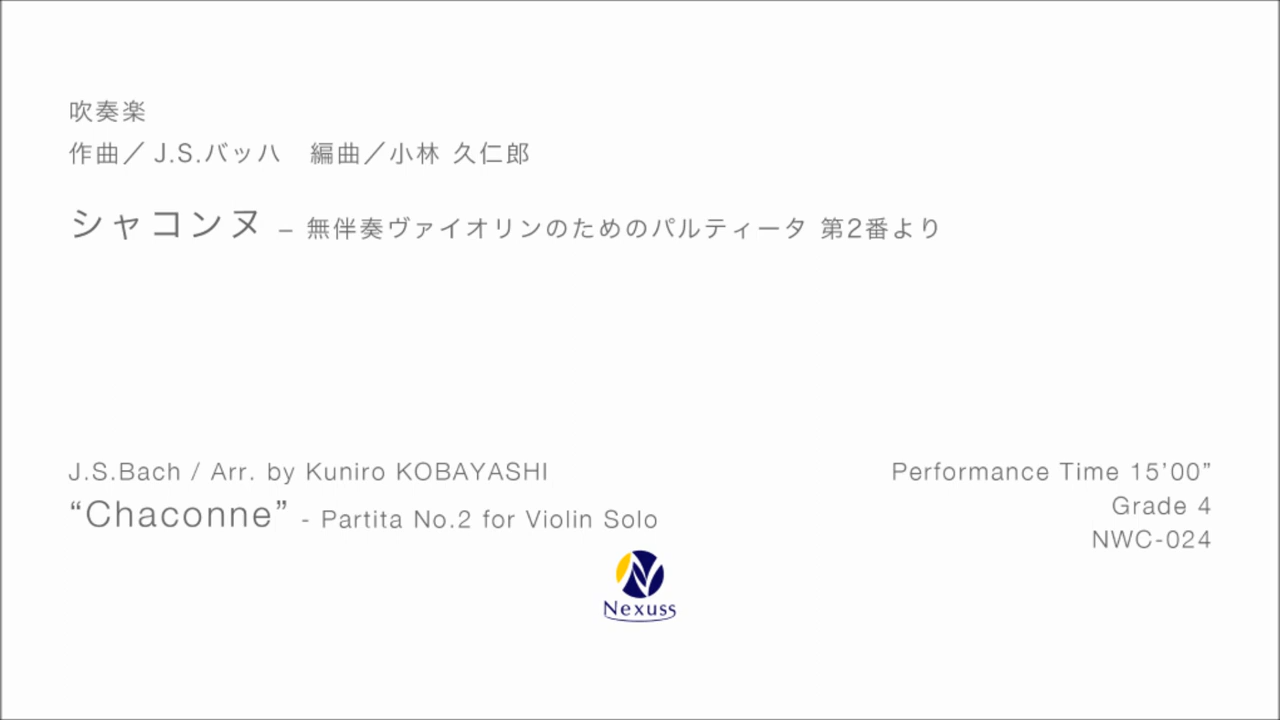 吹奏楽
作曲／J.S.バッハ　編曲／小林 久仁郎
シャコンヌ – 無伴奏ヴァイオリンのためのパルティータ 第2番より
J.S.Bach / Arr. by Kuniro KOBAYASHI
“Chaconne” - Partita No.2 for Violin Solo
Performance Time 15’00”
Grade 4
NWC-024
Nexuss